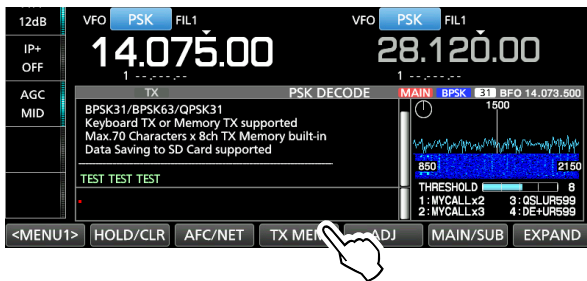 12dB
VFO PSK FIL1
VFO PSK FIL1
IP+
OFF
14.075.00
28.120.00
1 --.---.--
1 --.---.--
AGC
MID
TX PSK DECODE
MAIN BPSK 31 BFO 14.073.500
BPSK31/BPSK63/QPSK31
Keyboard TX or Memory TX supported
Max.70 Characters x 8ch TX Memory built-in
Data Saving to SD Card supported
TEST TEST TEST
1500
850 2150
THRESHOLD 8
1:MYCALLx2 3:QSLUR599
2:MYCALLx3 4:DE+UR599
<MENU1> HOLD/CLR AFC/NET TX MEM ADJ MAIN/SUB EXPAND